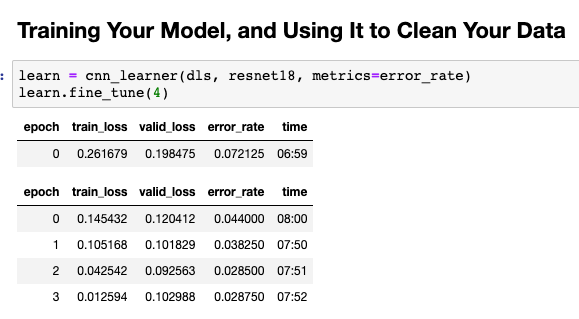 Training Your Model, and Using It to Clean Your Data
: learn = cnn_learner(dls, resnet18, metrics=error_rate)
learn.fine_tune(4)
epoch train_loss valid_loss error_rate time
0 0.261679 0.198475 0.072125 06:59
epoch train_loss valid_loss error_rate time
0 0.145432 0.120412 0.044000 08:00
1 0.105168 0.101829 0.038250 07:50
2 0.042542 0.092563 0.028500 07:51
3 0.012594 0.102988 0.028750 07:52